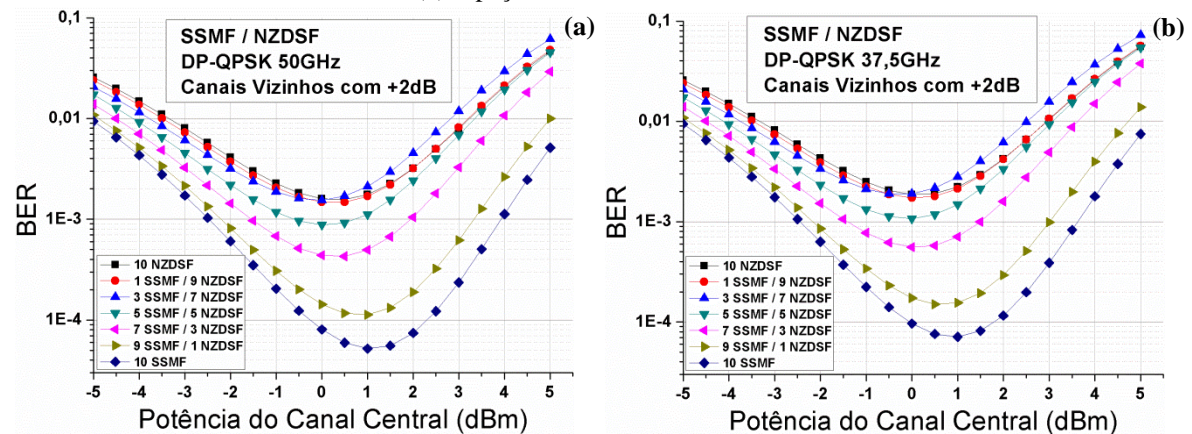 (a)
SSMF / NZDSF
DP-QPSK 50GHz
Canais Vizinhos com +2dB
0,1
0,01
1E-3
1E-4
BER
10 NZDSF
1 SSMF / 9 NZDSF
3 SSMF / 7 NZDSF
5 SSMF / 5 NZDSF
7 SSMF / 3 NZDSF
9 SSMF / 1 NZDSF
10 SSMF
-5 -4 -3 -2 -1 0 1 2 3 4 5
Potência do Canal Central (dBm)
(b)
SSMF / NZDSF
DP-QPSK 37,5GHz
Canais Vizinhos com +2dB
0,1
0,01
1E-3
1E-4
BER
10 NZDSF
1 SSMF / 9 NZDSF
3 SSMF / 7 NZDSF
5 SSMF / 5 NZDSF
7 SSMF / 3 NZDSF
9 SSMF / 1 NZDSF
10 SSMF
-5 -4 -3 -2 -1 0 1 2 3 4 5
Potência do Canal Central (dBm)